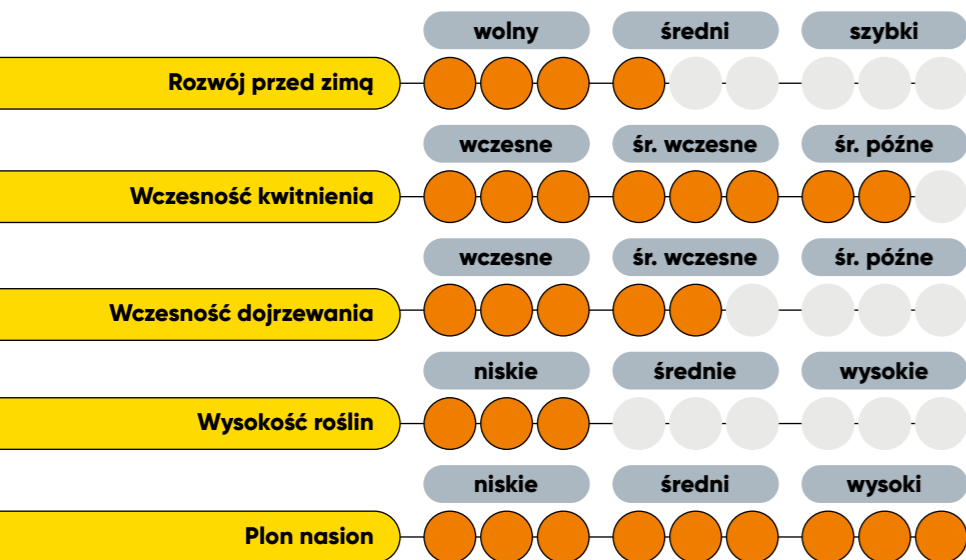 wolny średni szybki
Rozwój przed zimą
wczesne śr. wczesne śr. późne
Wczesność kwitnienia
wczesne śr. wczesne śr. późne
Wczesność dojrzewania
niskie średnie wysokie
Wysokość roślin
niskie średni wysoki
Plon nasion